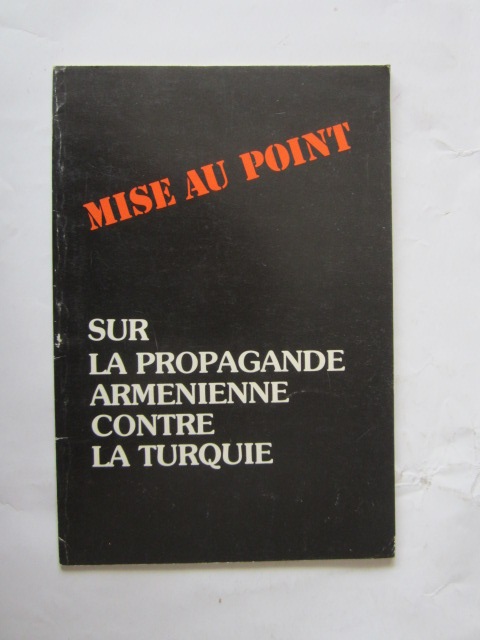 MISE AU POINT
SUR
LA PROPAGANDE
ARMENIENNE
CONTRE
LA TURQUIE